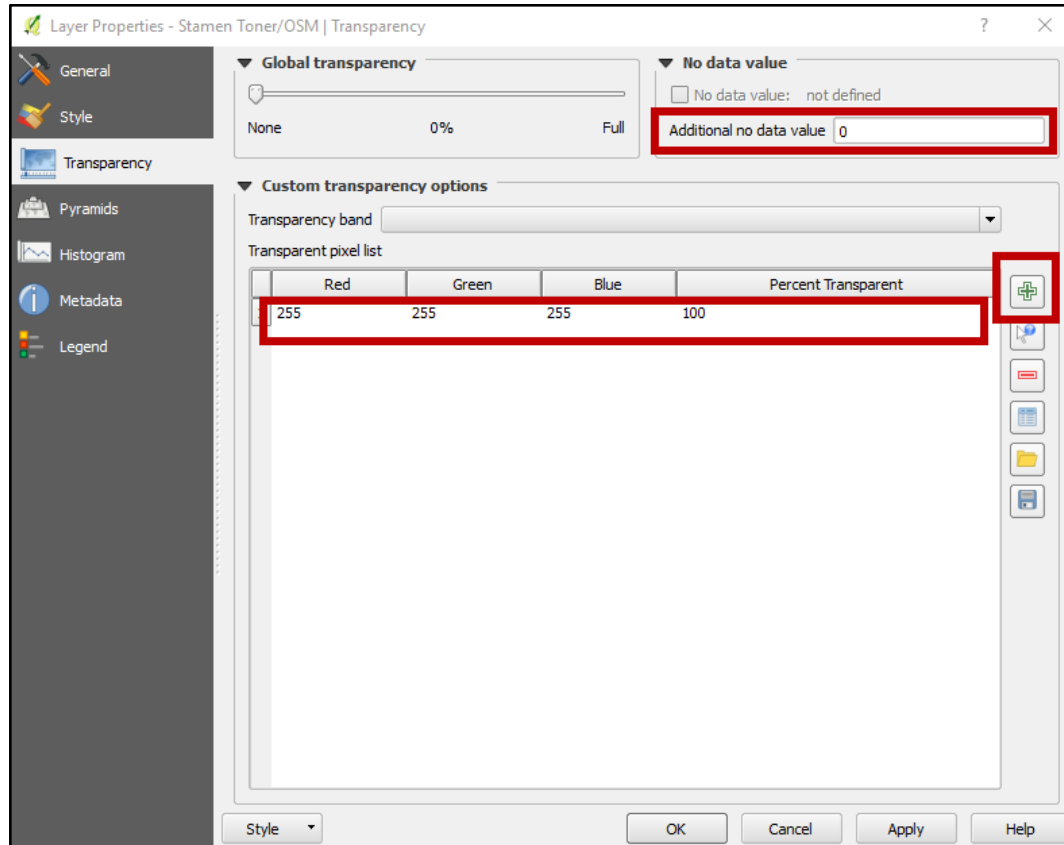 Layer Properties - Stamen Toner/OSM | Transparency
?
General
Style
Transparency
Pyramids
Histogram
Metadata
Legend
Global transparency
None 0% Full
No data value
No data value: not defined
Additional no data value 0
Custom transparency options
Transparency band
Transparent pixel list
Red Green Blue Percent Transparent
255 255 255 100
Style OK Cancel Apply Help